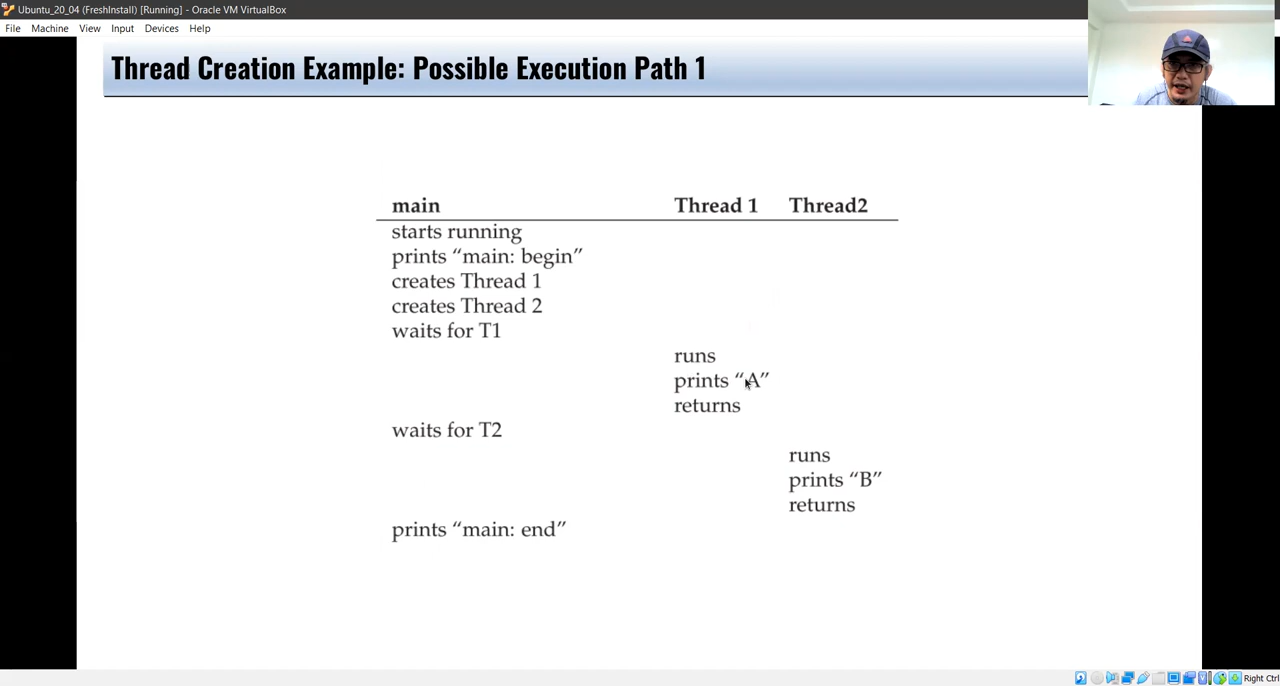 Ubuntu_20_04 (FreshInstall) [Running] - Oracle VM VirtualBox
File Machine View Input Devices Help
Thread Creation Example: Possible Execution Path 1
main Thread 1 Thread2
starts running
prints “main: begin”
creates Thread 1
creates Thread 2
waits for T1
runs
prints “A”
returns
waits for T2
runs
prints “B”
returns
prints “main: end”
Right Ctrl